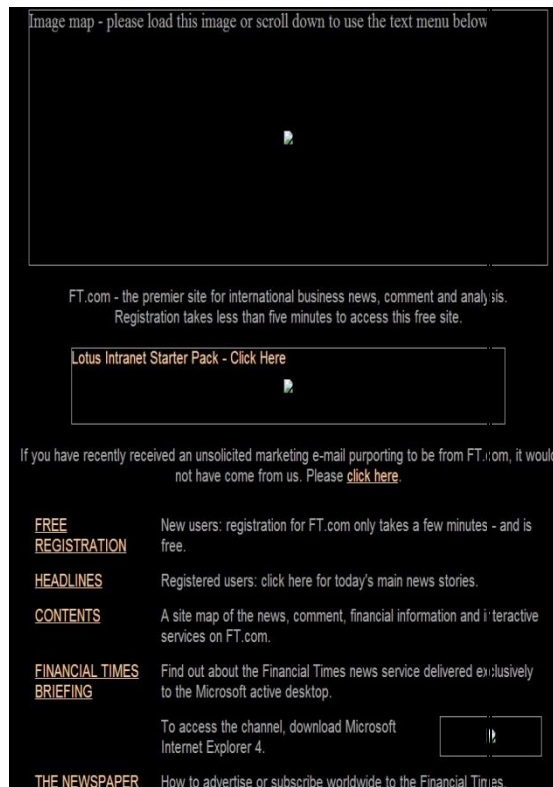 Image map - please load this image or scroll down to use the text menu below
FT.com - the premier site for international business news, comment and analysis.
Registration takes less than five minutes to access this free site.
Lotus Intranet Starter Pack - Click Here
If you have recently received an unsolicited marketing e-mail purporting to be from FT.com, it would
not have come from us. Please click here.
FREE REGISTRATION
New users: registration for FT.com only takes a few minutes - and is
free.
HEADLINES
Registered users: click here for today's main news stories.
CONTENTS
A site map of the news, comment, financial information and interactive
services on FT.com.
FINANCIAL TIMES
BRIEFING
Find out about the Financial Times news service delivered exclusively
to the Microsoft active desktop.
To access the channel, download Microsoft
Internet Explorer 4.
THE NEWSPAPER
How to advertise or subscribe worldwide to the Financial Times.